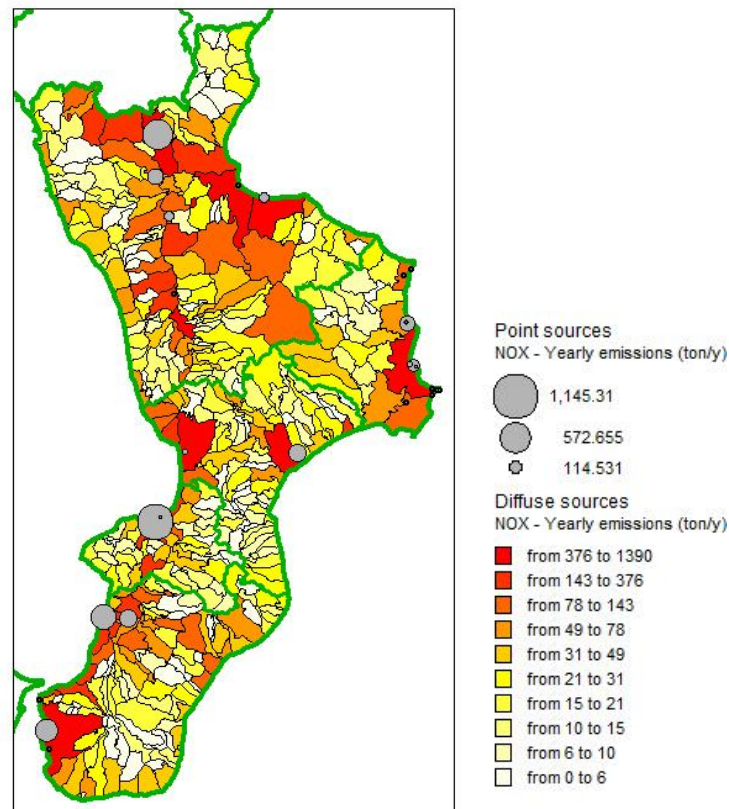 Point sources
NOX - Yearly emissions (ton/y)
1,145.31
572.655
114.531
Diffuse sources
NOX - Yearly emissions (ton/y)
from 376 to 1390
from 143 to 376
from 78 to 143
from 49 to 78
from 31 to 49
from 21 to 31
from 15 to 21
from 10 to 15
from 6 to 10
from 0 to 6